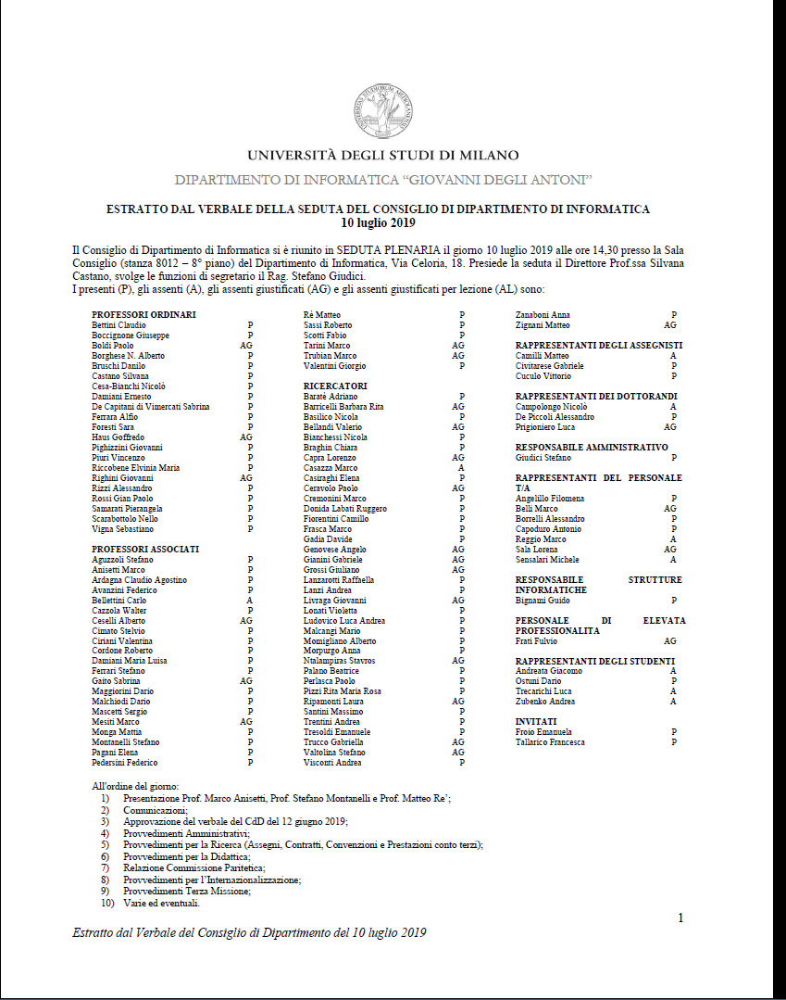 UNIVERSITÀ DEGLI STUDI DI MILANO
DIPARTIMENTO DI INFORMATICA “GIOVANNI DEGLI ANTONI”
ESTRATTO DAL VERBALE DELLA SEDUTA DEL CONSIGLIO DI DIPARTIMENTO DI INFORMATICA
10 luglio 2019
Il Consiglio di Dipartimento di Informatica si è riunito in SEDUTA PLENARIA il giorno 10 luglio 2019 alle ore 14,30 presso la Sala
Consiglio (stanza 8012 – 8° piano) del Dipartimento di Informatica, Via Celoria, 18. Presiede la seduta il Direttore Prof.ssa Silvana
Castano, svolge le funzioni di segretario il Rag. Stefano Giudici.
I presenti (P), gli assenti (A), gli assenti giustificati (AG) e gli assenti giustificati per lezione (AL) sono:
PROFESSORI ORDINARI
Bettini Claudio P
Boccignone Giuseppe P
Boldi Paolo AG
Borghese N. Alberto P
Bruschi Danilo P
Castano Silvana P
Cesa-Bianchi Nicolò P
Damiani Ernesto P
De Capitani di Vimercati Sabrina P
Ferrara Alfio P
Foresti Sara P
Haus Goffredo AG
Pighizzini Giovanni P
Piuri Vincenzo P
Riccobene Elvinia Maria P
Righini Giovanni AG
Rizzi Alessandro P
Rossi Gian Paolo P
Samarati Pierangela P
Scarabottolo Nello P
Vigna Sebastiano P
PROFESSORI ASSOCIATI
Aguzzoli Stefano P
Anisetti Marco P
Ardagna Claudio Agostino P
Avanzini Federico P
Bellettini Carlo A
Cazzola Walter P
Ceselli Alberto AG
Cimato Stelvio P
Ciriani Valentina P
Cordone Roberto P
Damiani Maria Luisa P
Ferrari Stefano P
Gaito Sabrina AG
Maggiorini Dario P
Malchiodi Dario P
Mascetti Sergio P
Mesiti Marco AG
Monga Mattia P
Montanelli Stefano P
Pagani Elena P
Pedersini Federico P
Rè Matteo P
Sassi Roberto P
Scotti Fabio P
Tarini Marco AG
Trubian Marco AG
Valentini Giorgio P
RICERCATORI
Baratè Adriano P
Barricelli Barbara Rita AG
Basilico Nicola P
Bellandi Valerio AG
Bianchessi Nicola P
Braghin Chiara P
Capra Lorenzo AG
Casazza Marco A
Casiraghi Elena P
Ceravolo Paolo AG
Cremonini Marco P
Donida Labati Ruggero P
Fiorentini Camillo P
Frasca Marco P
Gadia Davide P
Genovese Angelo AG
Gianini Gabriele AG
Grossi Giuliano AG
Lanzarotti Raffaella P
Lanzi Andrea P
Livraga Giovanni AG
Lonati Violetta P
Ludovico Luca Andrea P
Malcangi Mario P
Momigliano Alberto P
Morpurgo Anna P
Ntalampiras Stavros AG
Palano Beatrice P
Perlasca Paolo P
Pizzi Rita Maria Rosa P
Ripamonti Laura AG
Santini Massimo P
Trentini Andrea P
Tresoldi Emanuele P
Trucco Gabriella AG
Valtolina Stefano AG
Visconti Andrea P
Zanaboni Anna P
Zignani Matteo AG
RAPPRESENTANTI DEGLI ASSEGNISTI
Camilli Matteo A
Civitarese Gabriele P
Cuculo Vittorio P
RAPPRESENTANTI DEI DOTTORANDI
Campolongo Nicolò A
De Piccoli Alessandro P
Prigioniero Luca AG
RESPONSABILE AMMINISTRATIVO
Giudici Stefano P
RAPPRESENTANTI DEL PERSONALE
T/A
Angelillo Filomena P
Belli Marco AG
Borrelli Alessandro P
Capoduro Antonio P
Reggio Marco A
Sala Lorena AG
Sensalari Michele A
RESPONSABILE STRUTTURE
INFORMATICHE
Bignami Guido P
PERSONALE DI ELEVATA
PROFESSIONALITA
Frati Fulvio AG
RAPPRESENTANTI DEGLI STUDENTI
Andreata Giacomo A
Ostuni Dario P
Trecarichi Luca A
Zubenko Andrea A
INVITATI
Froio Emanuela P
Tallarico Francesca P
All'ordine del giorno:
1) Presentazione Prof. Marco Anisetti, Prof. Stefano Montanelli e Prof. Matteo Re’;
2) Comunicazioni;
3) Approvazione del verbale del CdD del 12 giugno 2019;
4) Provvedimenti Amministrativi;
5) Provvedimenti per la Ricerca (Assegni, Contratti, Convenzioni e Prestazioni conto terzi);
6) Provvedimenti per la Didattica;
7) Relazione Commissione Paritetica;
8) Provvedimenti per l’Internazionalizzazione;
9) Provvedimenti Terza Missione;
10) Varie ed eventuali.
1
Estratto dal Verbale del Consiglio di Dipartimento del 10 luglio 2019